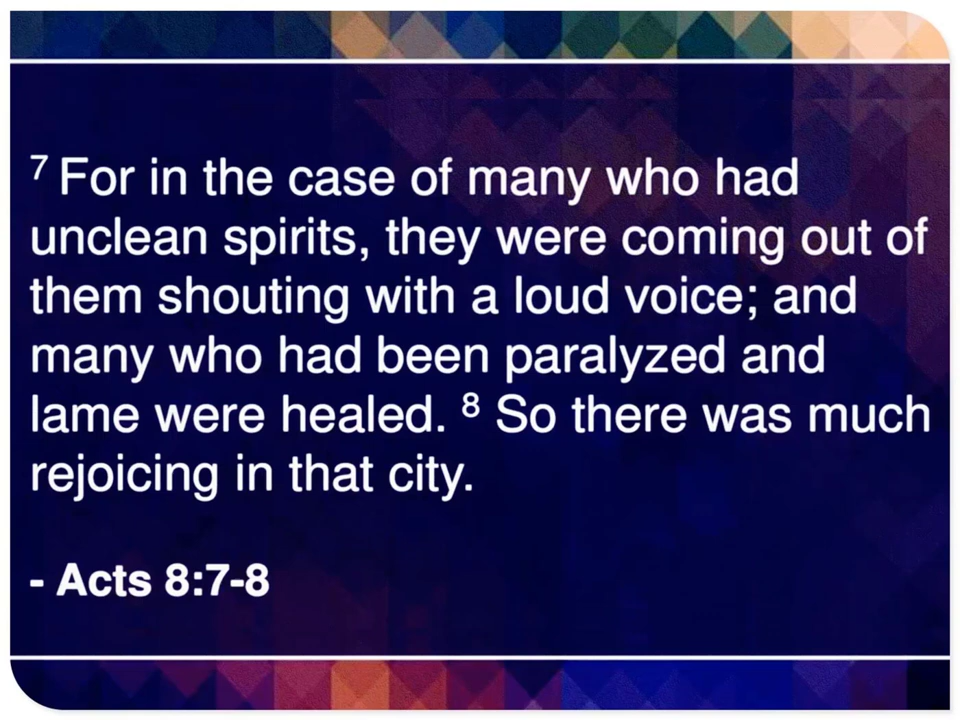 7 For in the case of many who had
unclean spirits, they were coming out of
them shouting with a loud voice; and
many who had been paralyzed and
lame were healed. 8 So there was much
rejoicing in that city.
- Acts 8:7-8